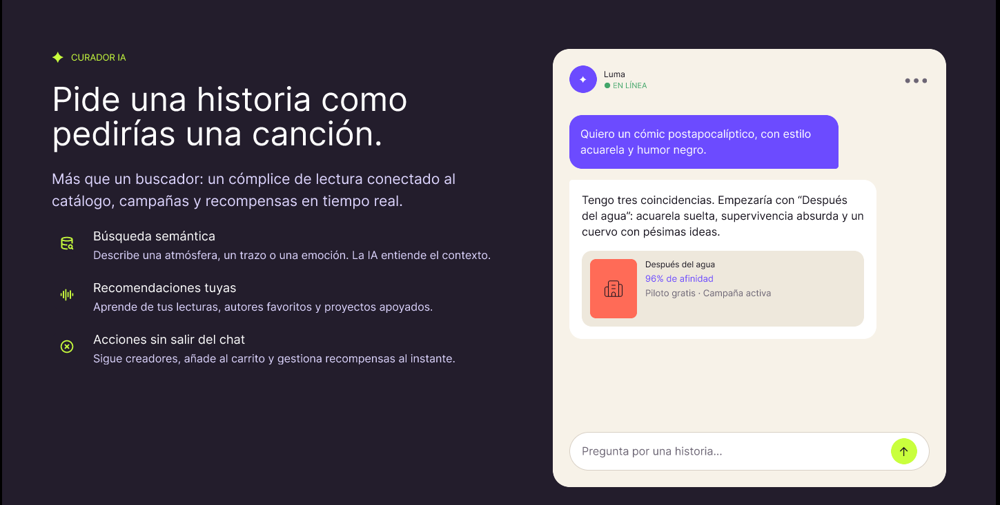 CURADOR IA
Pide una historia como
pedirías una canción.
Más que un buscador: un cómplice de lectura conectado al
catálogo, campañas y recompensas en tiempo real.
Búsqueda semántica
Describe una atmósfera, un trazo o una emoción. La IA entiende el contexto.
Recomendaciones tuyas
Aprende de tus lecturas, autores favoritos y proyectos apoyados.
Acciones sin salir del chat
Sigue creadores, añade al carrito y gestiona recompensas al instante.
Luma
EN LÍNEA
Quiero un cómic postapocalíptico, con estilo
acuarela y humor negro.
Tengo tres coincidencias. Empezaría con “Después
del agua”: acuarela suelta, supervivencia absurda y un
cuervo con pésimas ideas.
Después del agua
96% de afinidad
Piloto gratis · Campaña activa
Pregunta por una historia...